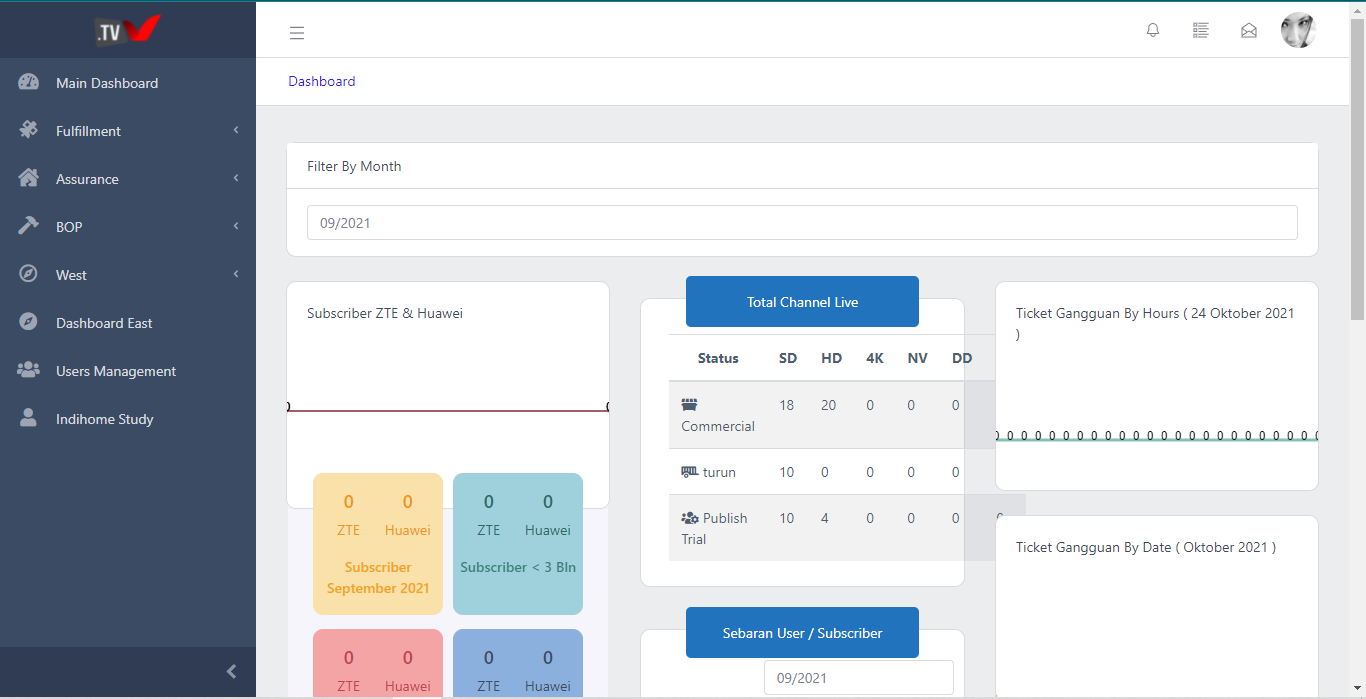 .TV
Main Dashboard
Fulfillment
Assurance
BOP
West
Dashboard East
Users Management
Indihome Study
Dashboard
Filter By Month
09/2021
Subscriber ZTE & Huawei
0 0
0 0
ZTE Huawei
Subscriber
September 2021
0 0
ZTE Huawei
Subscriber < 3 Bln
0 0
ZTE Huawei
0 0
ZTE Huawei
Total Channel Live
Status SD HD 4K NV DD
Commercial 18 20 0 0 0
turun 10 0 0 0 0
Publish 10 4 0 0 0
Trial
Sebaran User / Subscriber
09/2021
Ticket Gangguan By Hours ( 24 Oktober 2021
)
0 0 0 0 0 0 0 0 0 0 0 0 0 0 0 0 0 0 0 0 0 0 0 0
Ticket Gangguan By Date ( Oktober 2021 )